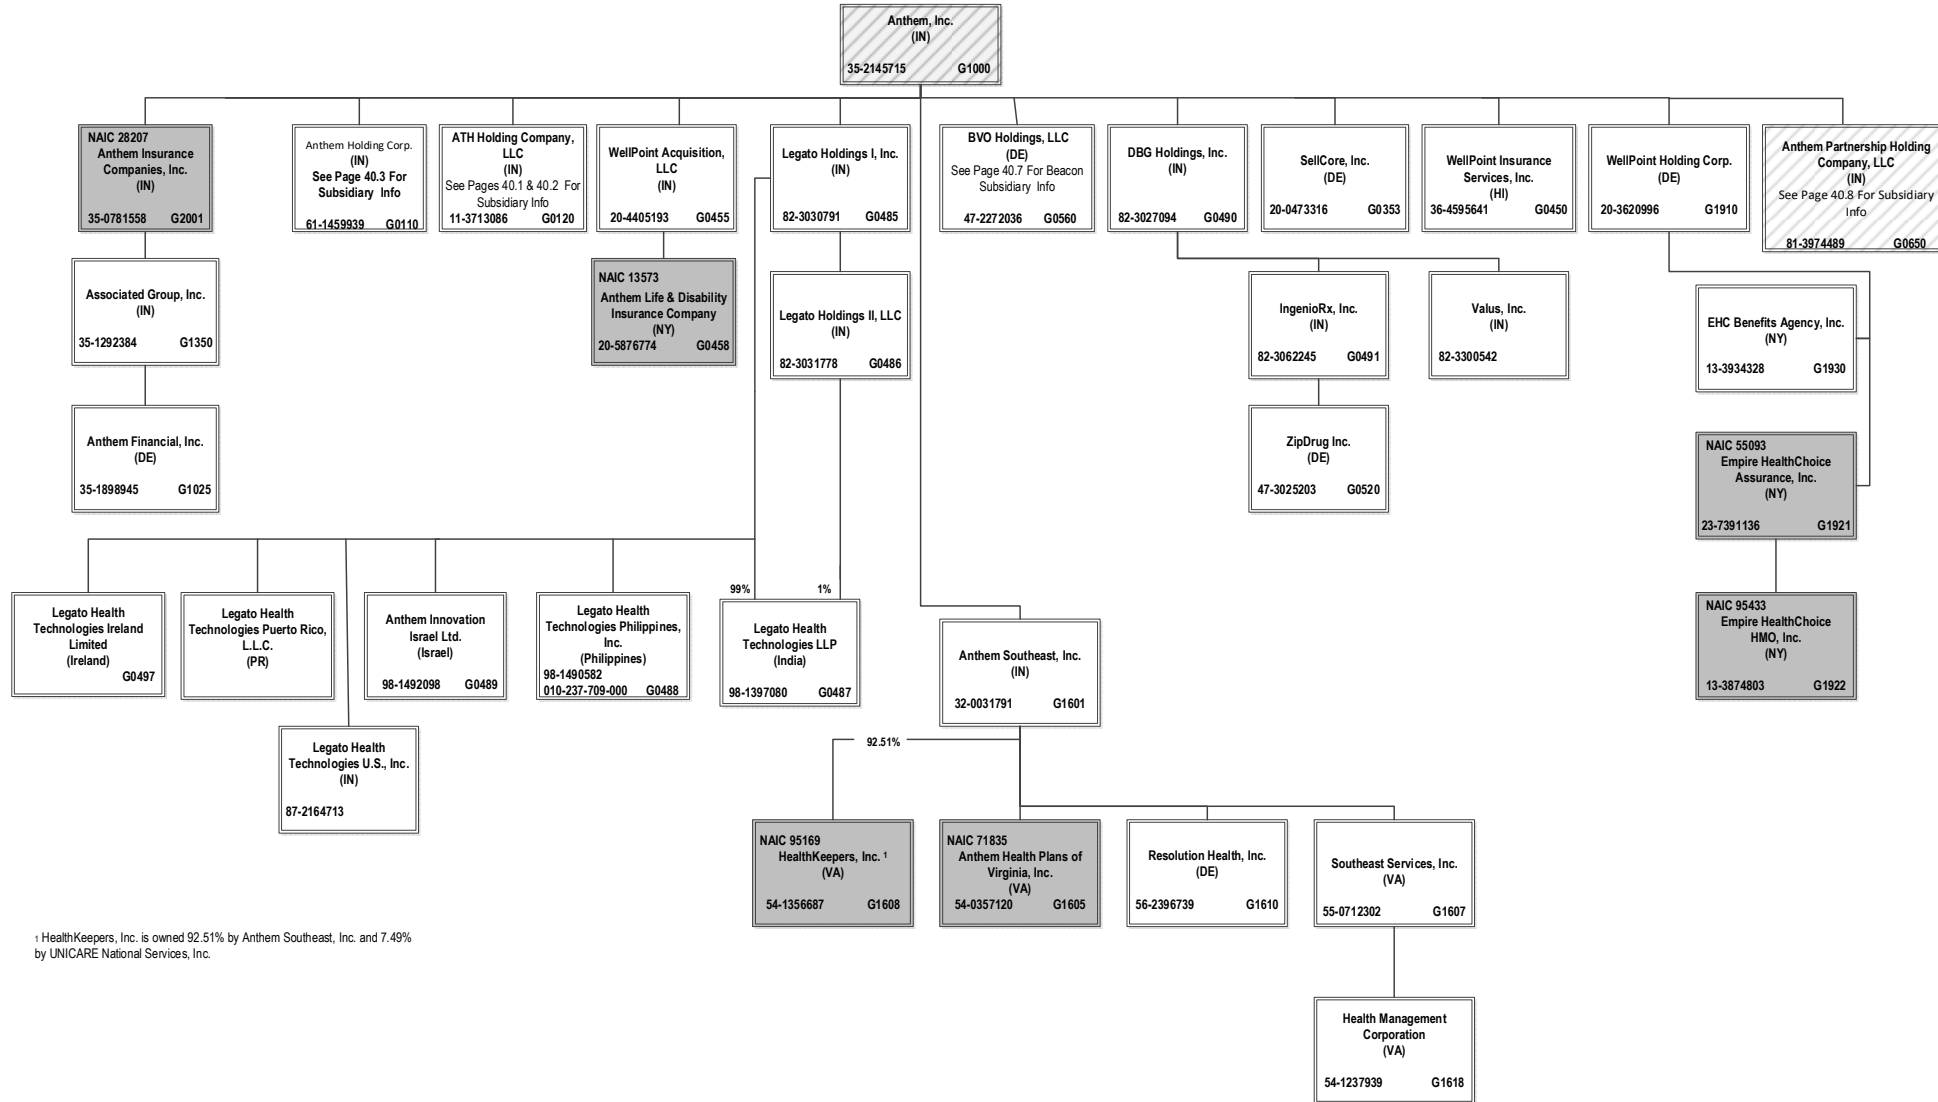 Anthem, Inc.
(IN)
35-2145715 G1000
NAIC 28207
Anthem Insurance
Companies, Inc.
(IN)
35-0781558 G2001
Anthem Holding Corp.
(IN)
See Page 40.3 For
Subsidiary Info
61-1459939 G0110
ATH Holding Company,
LLC
(IN)
See Pages 40.1 & 40.2 For
Subsidiary Info
11-3713086 G0120
WellPoint Acquisition,
LLC
(IN)
20-4405193 G0455
Legato Holdings I, Inc.
(IN)
82-3030791 G0485
BVO Holdings, LLC
(DE)
See Page 40.7 For Beacon
Subsidiary Info
47-2272036 G0560
DBG Holdings, Inc.
(IN)
82-3027094 G0490
SellCore, Inc.
(DE)
20-0473316 G0353
WellPoint Insurance
Services, Inc.
(HI)
36-4595641 G0450
WellPoint Holding Corp.
(DE)
20-3620996 G1910
Anthem Partnership Holding
Company, LLC
(IN)
See Page 40.8 For Subsidiary
Info
81-3974489 G0650
Associated Group, Inc.
(IN)
35-1292384 G1350
NAIC 13573
Anthem Life & Disability
Insurance Company
(NY)
20-5876774 G0458
Legato Holdings II, LLC
(IN)
82-3031778 G0486
IngenioRx, Inc.
(IN)
82-3062245 G0491
Valus, Inc.
(IN)
82-3300542
EHC Benefits Agency, Inc.
(NY)
13-3934328 G1930
Anthem Financial, Inc.
(DE)
35-1898945 G1025
ZipDrug Inc.
(DE)
47-3025203 G0520
NAIC 55093
Empire HealthChoice
Assurance, Inc.
(NY)
23-7391136 G1921
99% 1%
Legato Health
Technologies Ireland
Limited
(Ireland)
G0497
Legato Health
Technologies Puerto Rico,
L.L.C.
(PR)
Anthem Innovation
Israel Ltd.
(Israel)
98-1492098 G0489
Legato Health
Technologies Philippines,
Inc.
(Philippines)
98-1490582
010-237-709-000 G0488
Legato Health
Technologies LLP
(India)
98-1397080 G0487
Anthem Southeast, Inc.
(IN)
32-0031791 G1601
NAIC 95433
Empire HealthChoice
HMO, Inc.
(NY)
13-3874803 G1922
Legato Health
Technologies U.S., Inc.
(IN)
87-2164713
92.51%
NAIC 95169
HealthKeepers, Inc. ¹
(VA)
54-1356687 G1608
NAIC 71835
Anthem Health Plans of
Virginia, Inc.
(VA)
54-0357120 G1605
Resolution Health, Inc.
(DE)
56-2396739 G1610
Southeast Services, Inc.
(VA)
55-0712302 G1607
¹ HealthKeepers, Inc. is owned 92.51% by Anthem Southeast, Inc. and 7.49%
by UNICARE National Services, Inc.
Health Management
Corporation
(VA)
54-1237939 G1618